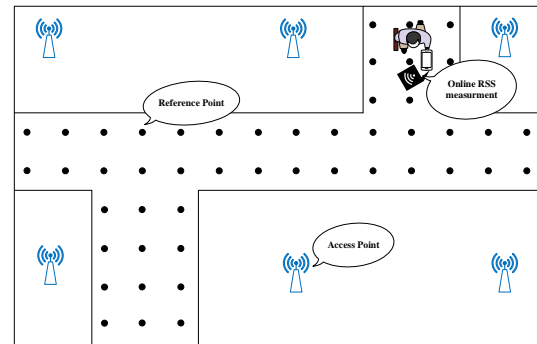 Online RSS
measurment
Reference Point
Access Point